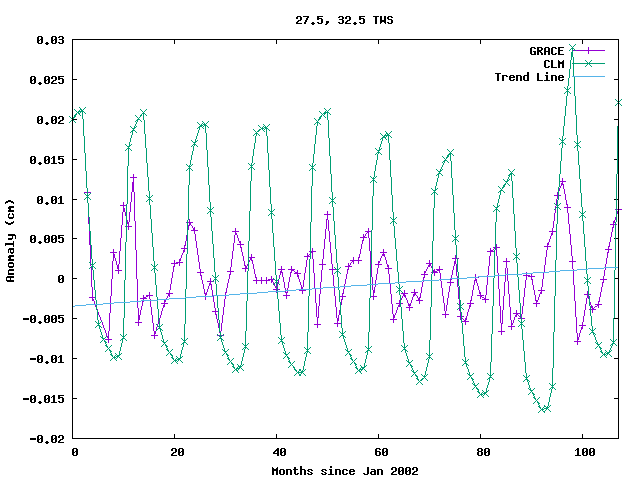 27.5, 32.5 TWS
GRACE
CLM
Trend Line
Anomaly (cm)
0.03
0.025
0.02
0.015
0.01
0.005
0
-0.005
-0.01
-0.015
-0.02
0 20 40 60 80 100
Months since Jan 2002